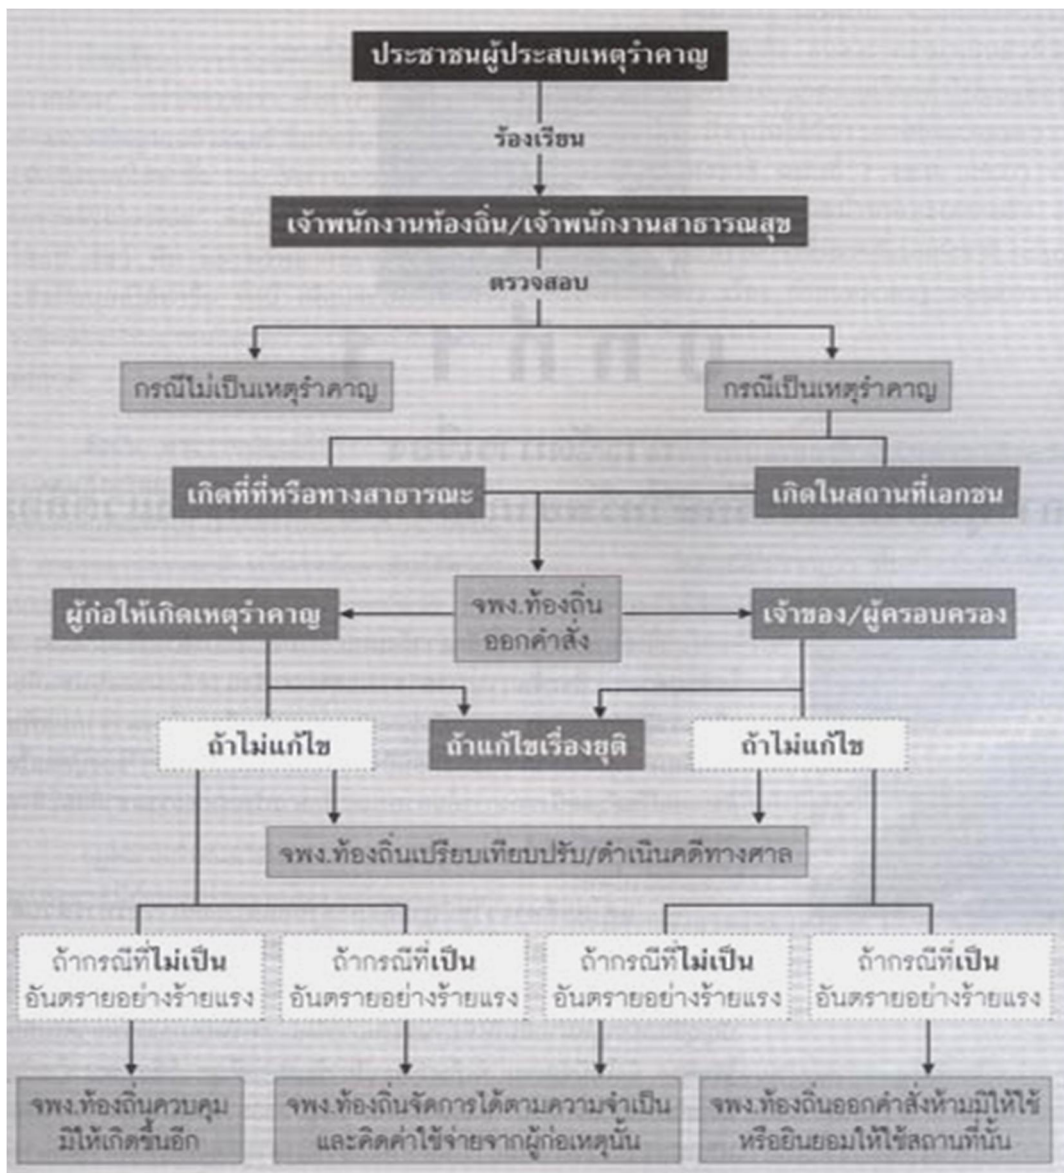 ประชาชนผู้ประสบเหตุรำคาญ
ร้องเรียน
เจ้าพนักงานท้องถิ่น/เจ้าพนักงานสาธารณสุข
ตรวจสอบ
กรณีไม่เป็นเหตุรำคาญ
กรณีเป็นเหตุรำคาญ
เกิดที่ที่หรือทางสาธารณะ
เกิดในสถานที่เอกชน
ผู้ก่อให้เกิดเหตุรำคาญ
จพง.ท้องถิ่น
ออกคำสั่ง
เจ้าของ/ผู้ครอบครอง
ถ้าไม่แก้ไข
ถ้าแก้ไขเรื่องยุติ
ถ้าไม่แก้ไข
จพง.ท้องถิ่นเปรียบเทียบปรับ/ดำเนินคดีทางศาล
ถ้ากรณีที่ไม่เป็น
อันตรายอย่างร้ายแรง
ถ้ากรณีที่เป็น
อันตรายอย่างร้ายแรง
ถ้ากรณีที่ไม่เป็น
อันตรายอย่างร้ายแรง
ถ้ากรณีที่เป็น
อันตรายอย่างร้ายแรง
จพง.ท้องถิ่นควบคุม
มิให้เกิดขึ้นอีก
จพง.ท้องถิ่นจัดการได้ตามความจำเป็น
และคิดค่าใช้จ่ายจากผู้ก่อเหตุนั้น
จพง.ท้องถิ่นออกคำสั่งห้ามมิให้ใช้
หรือยินยอมให้ใช้สถานที่นั้น